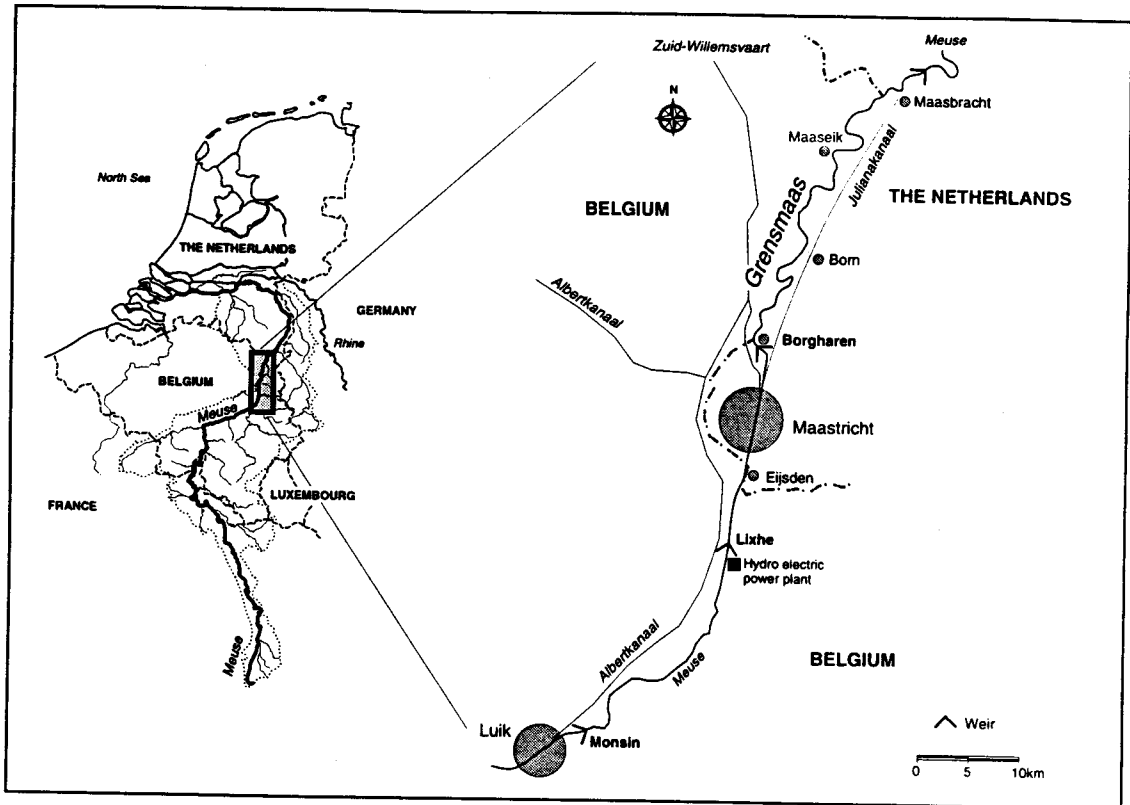 North Sea
THE NETHERLANDS
GERMANY
Rhine
BELGIUM
Meuse
FRANCE
LUXEMBOURG
Meuse
Zuid-Willemsvaart
Meuse
N
Maasbracht
Maaseik
Julianakanaal
BELGIUM
Grensmaas
THE NETHERLANDS
Born
Albertkanaal
Borgharen
Maastricht
Eijsden
Lixhe
Hydro electric
power plant
Albertkanaal
Meuse
BELGIUM
Luik
Monsin
Weir
0 5 10km